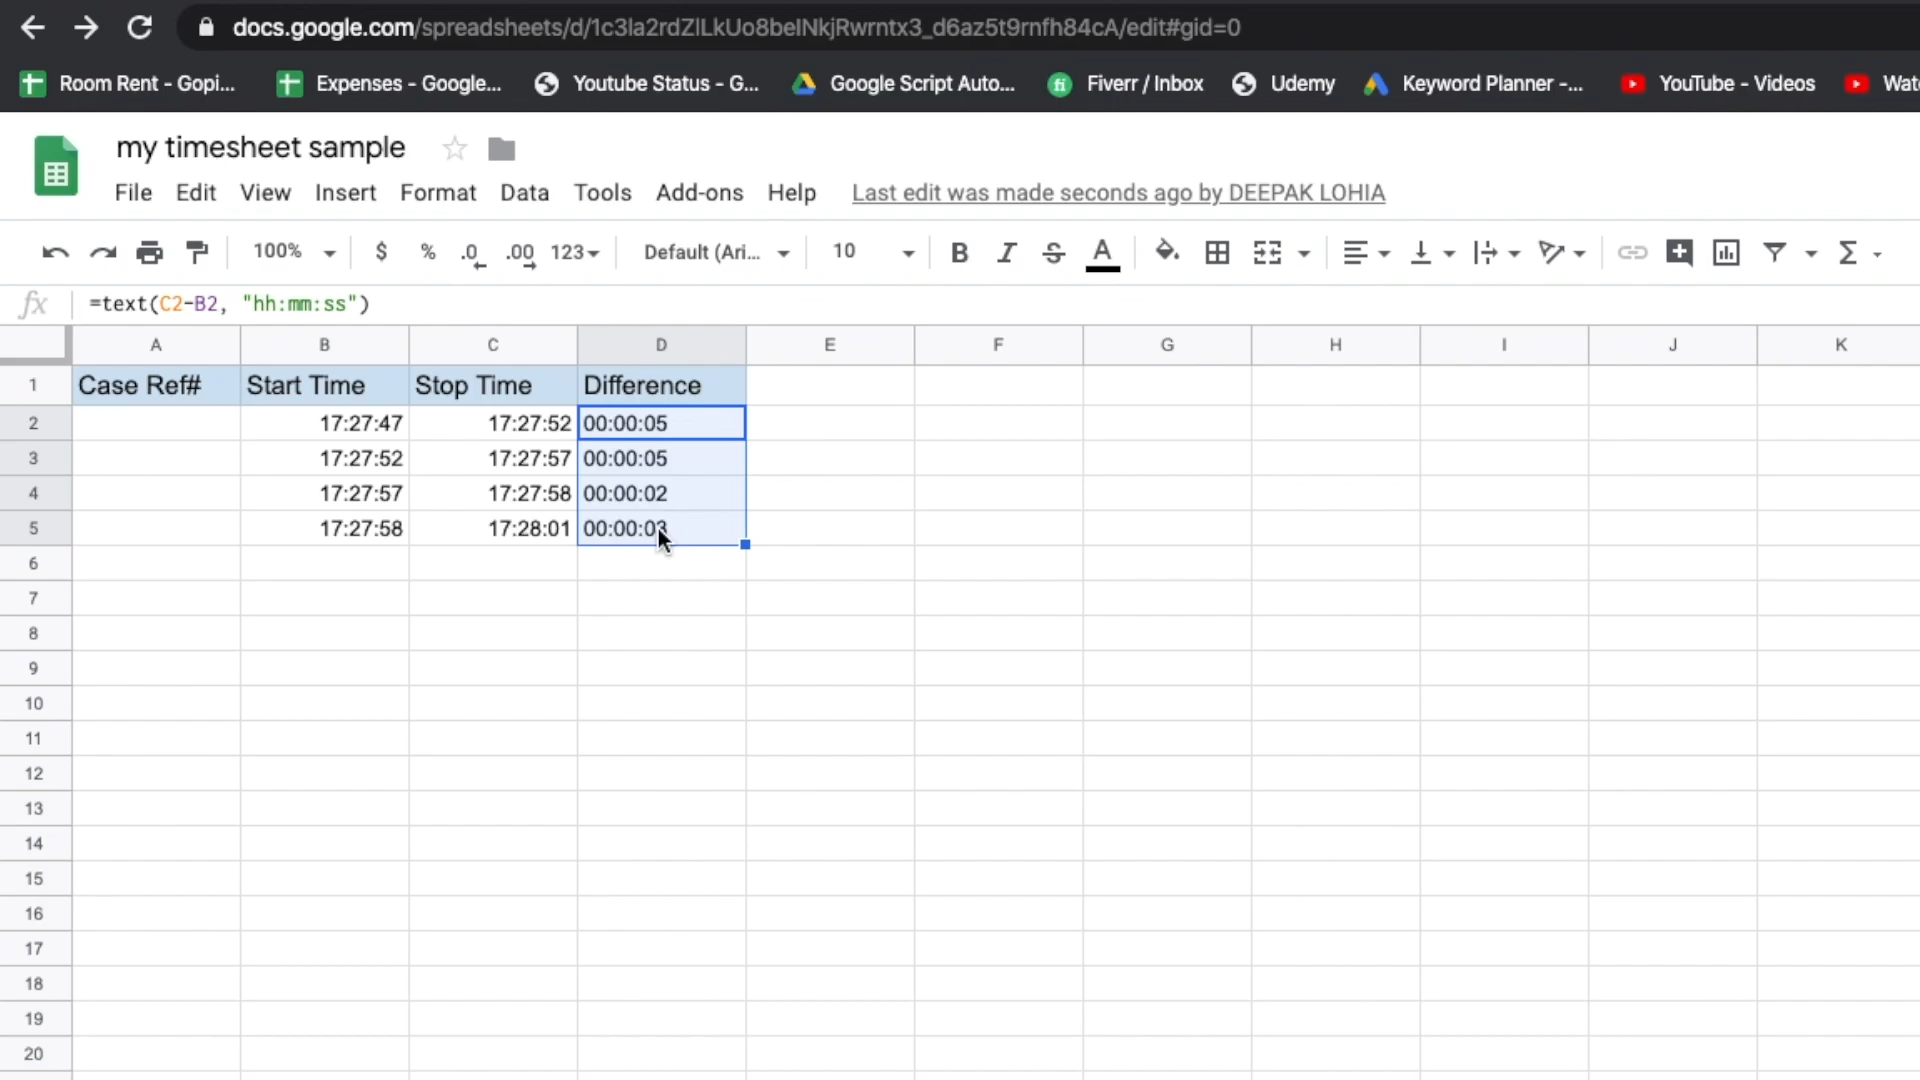 docs.google.com/spreadsheets/d/1c3la2rdZlLkUo8beINkjRwrntx3_d6az5t9rnfh84cA/edit#gid=0
Room Rent - Gopi... Expenses - Google... Youtube Status - G... Google Script Auto... fi Fiverr / Inbox Udemy Keyword Planner -... YouTube - Videos
my timesheet sample
File Edit View Insert Format Data Tools Add-ons Help Last edit was made seconds ago by DEEPAK LOHIA
100% $ % .0 .00 123 Default (Ari... 10 B I S A Σ
fx =text(C2-B2, "hh:mm:ss")
A B C D E F G H I J K
1 Case Ref# Start Time Stop Time Difference
2 17:27:47 17:27:52 00:00:05
3 17:27:52 17:27:57 00:00:05
4 17:27:57 17:27:58 00:00:02
5 17:27:58 17:28:01 00:00:03
6
7
8
9
10
11
12
13
14
15
16
17
18
19
20